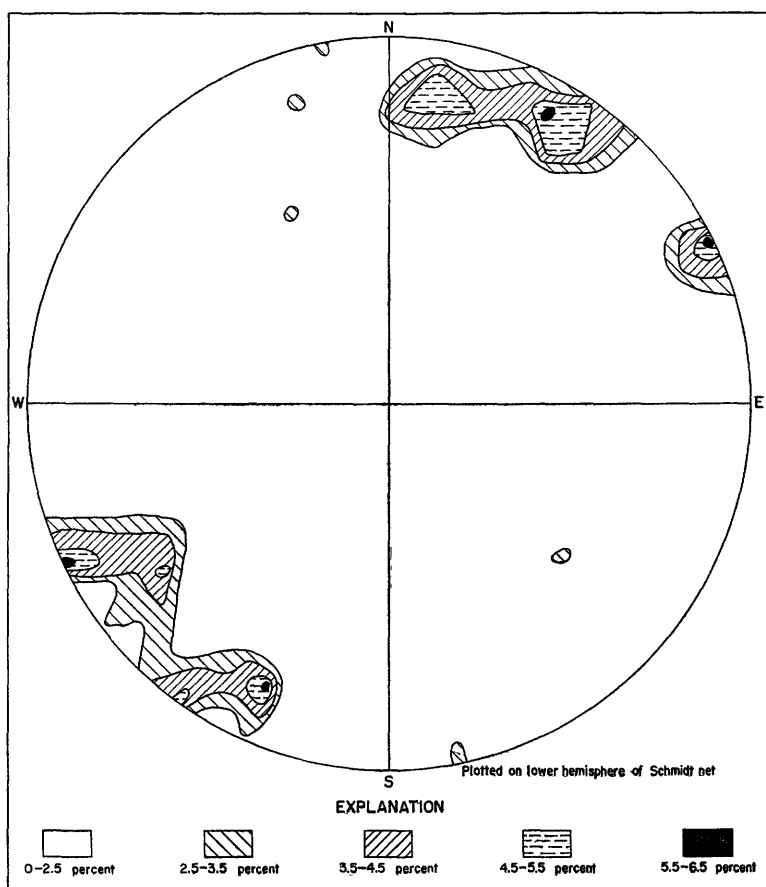 N
W
E
S
Plotted on lower hemisphere of Schmidt net
EXPLANATION
0-2.5 percent 2.5-3.5 percent 3.5-4.5 percent 4.5-5.5 percent 5.5-6.5 percent